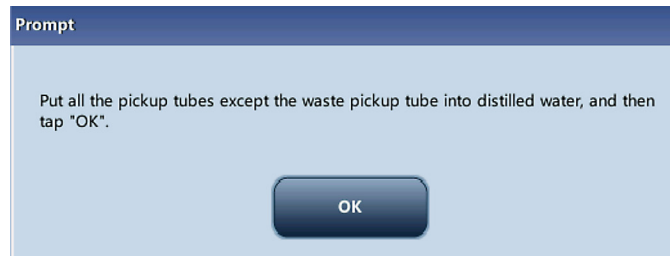 Prompt
Put all the pickup tubes except the waste pickup tube into distilled water, and then
tap "OK".
OK